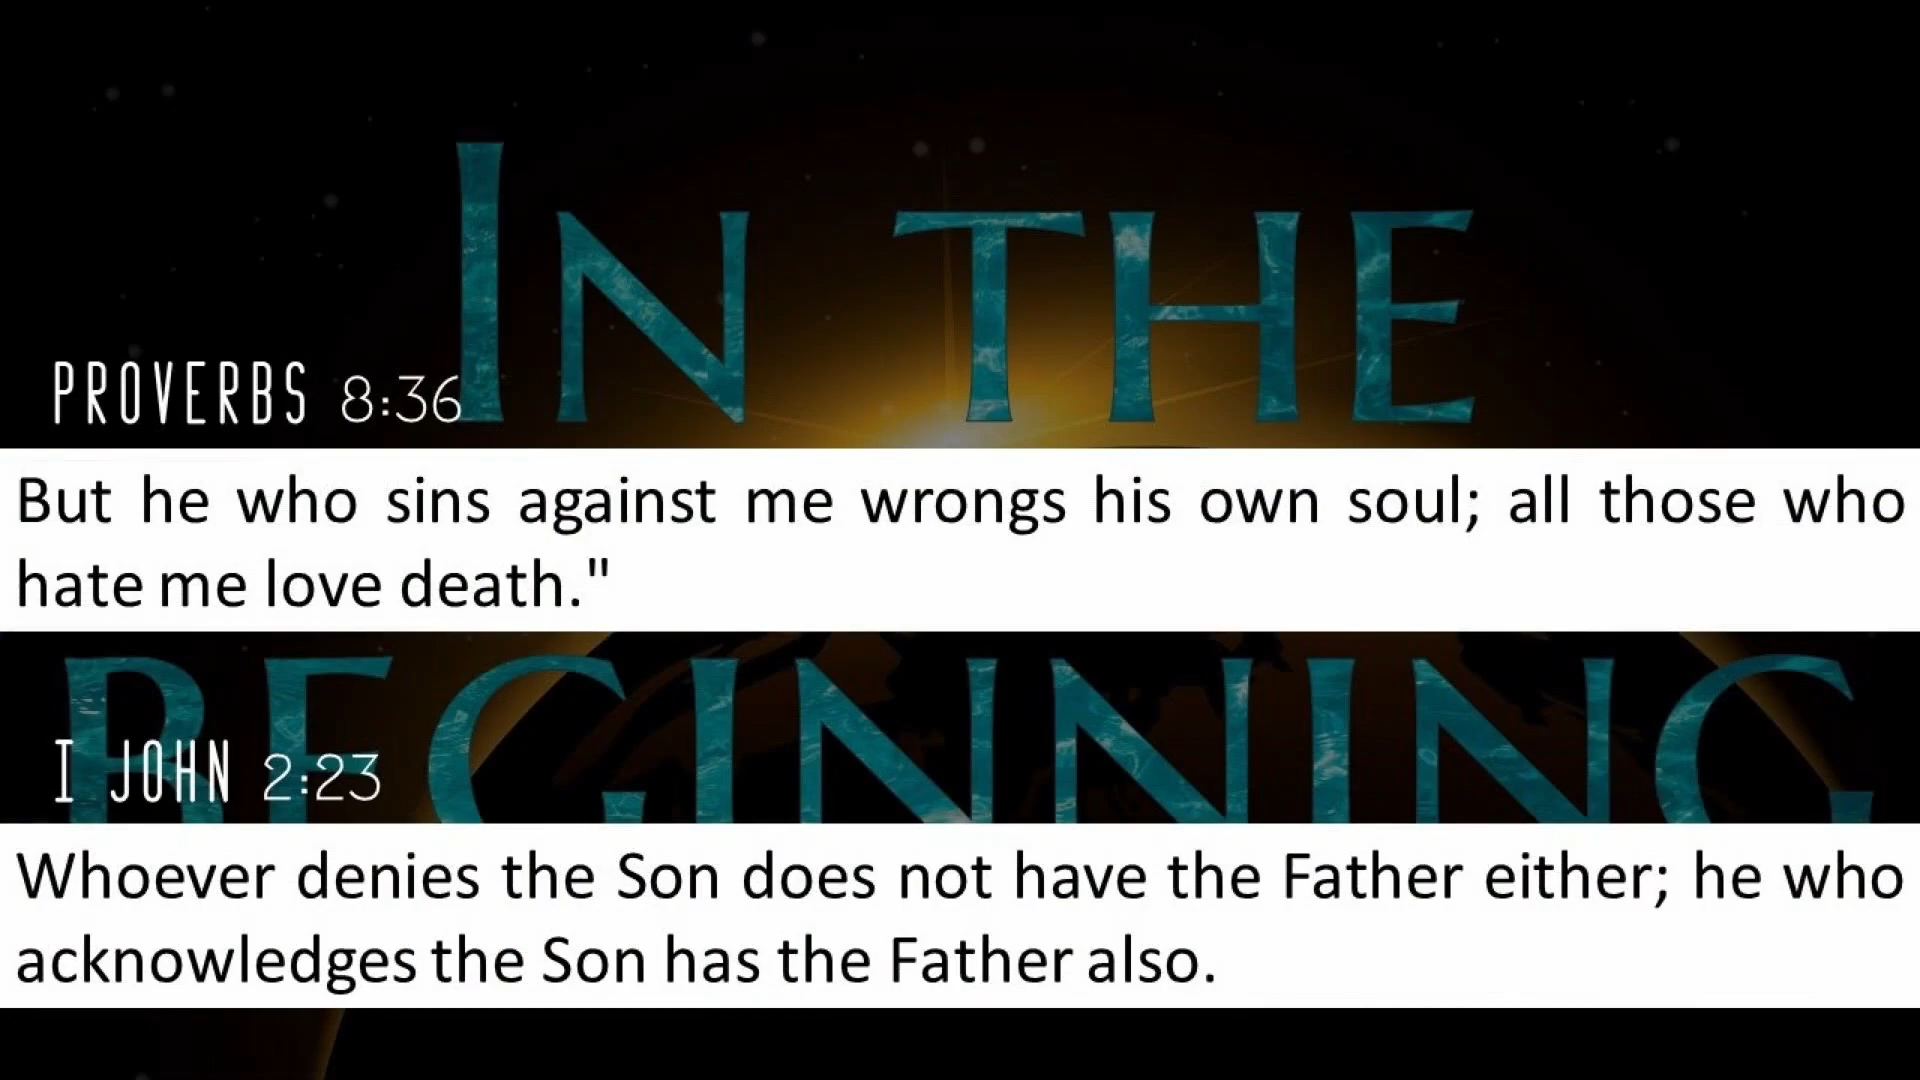 IN THE
PROVERBS 8:36
But he who sins against me wrongs his own soul; all those who
hate me love death."
BEGINNING
I JOHN 2:23
Whoever denies the Son does not have the Father either; he who
acknowledges the Son has the Father also.